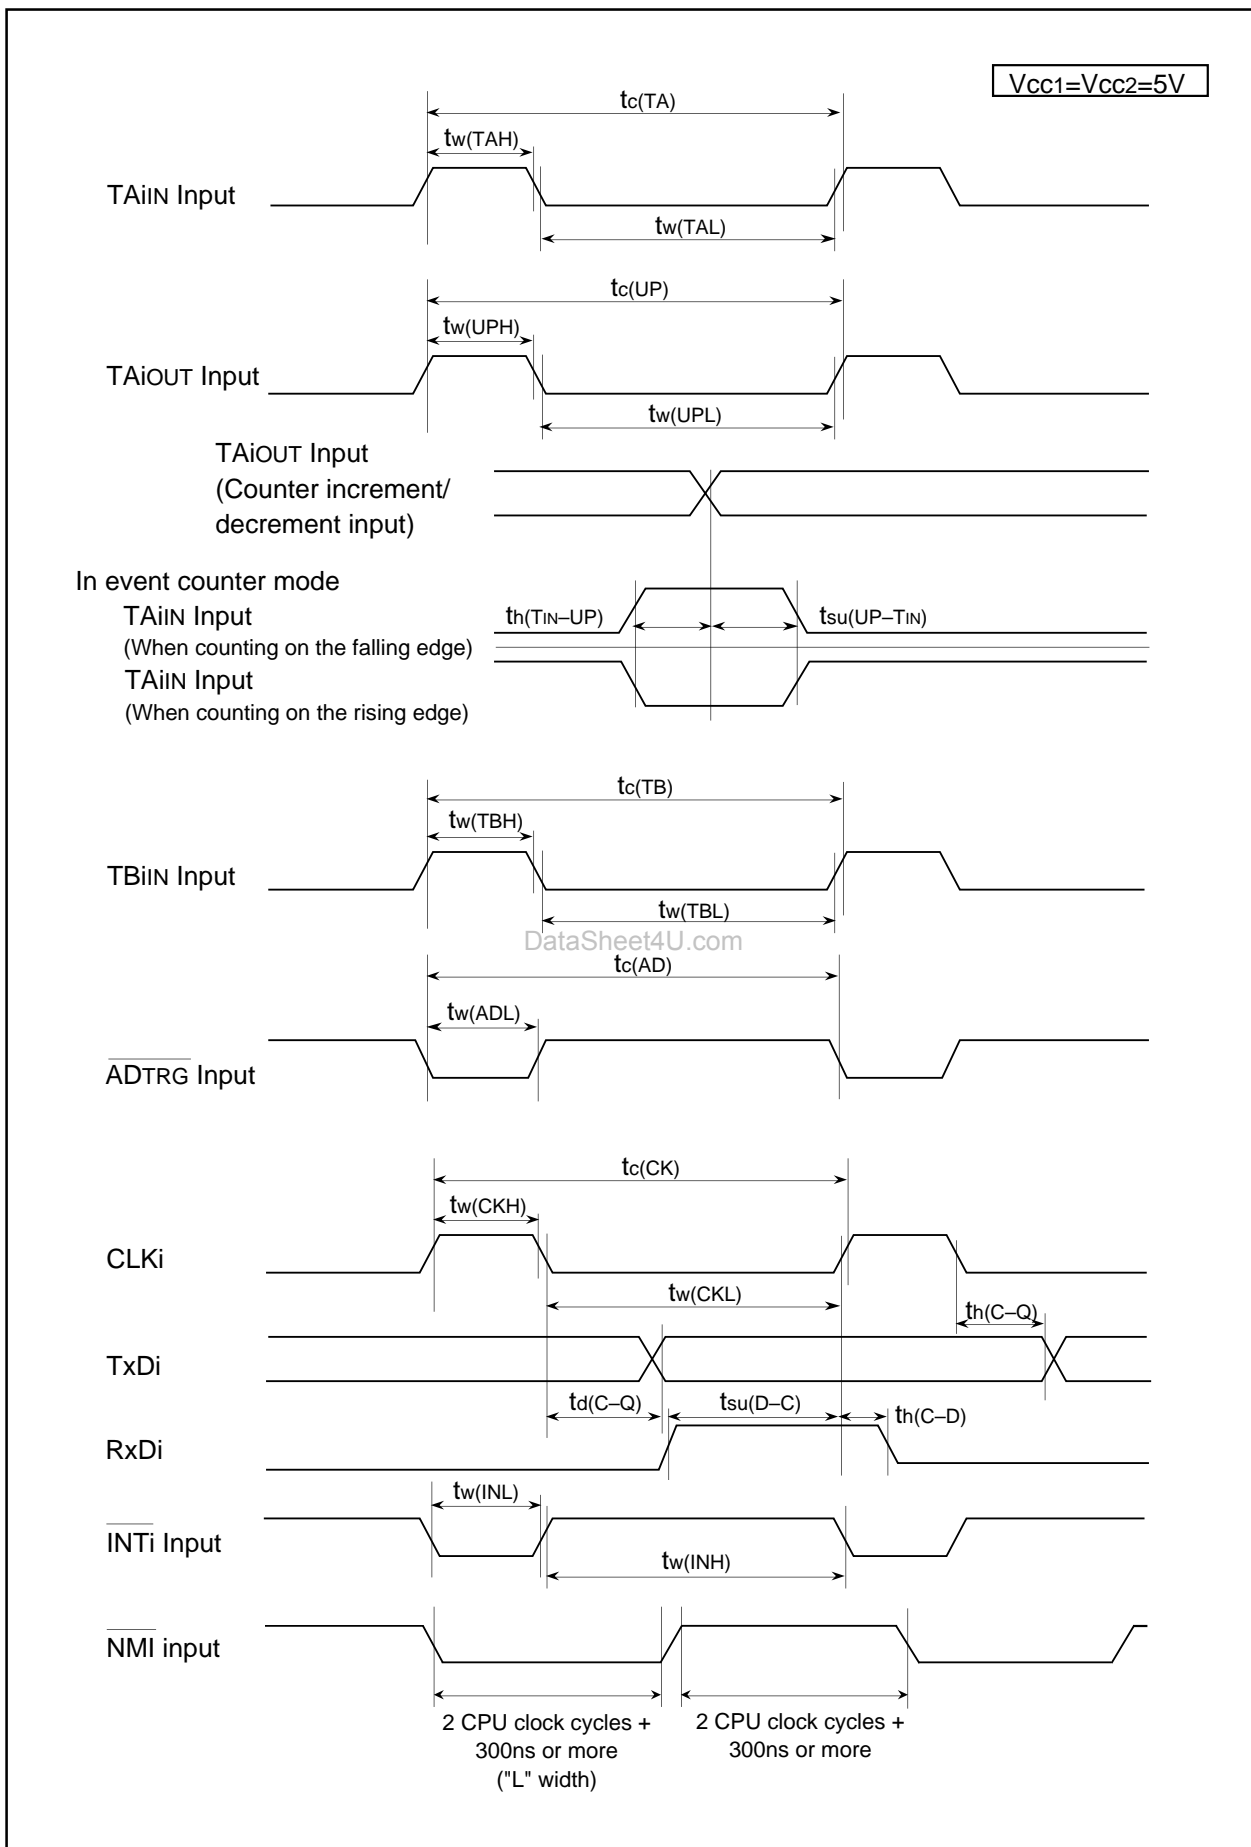 Vcc1=Vcc2=5V
tc(TA)
tw(TAH)
TAiIN Input
tw(TAL)
tc(UP)
tw(UPH)
TAiOUT Input
tw(UPL)
TAiOUT Input
(Counter increment/
decrement input)
In event counter mode
TAiIN Input
(When counting on the falling edge)
th(TIN–UP)
tsu(UP–TIN)
TAiIN Input
(When counting on the rising edge)
tc(TB)
tw(TBH)
TBiIN Input
tw(TBL)
DataSheet4U.com
tc(AD)
tw(ADL)
ADTRG Input
tc(CK)
tw(CKH)
CLKi
tw(CKL)
th(C–Q)
TxDi
td(C–Q)
tsu(D–C)
th(C–D)
RxDi
tw(INL)
INTi Input
tw(INH)
NMI input
2 CPU clock cycles +
300ns or more
("L" width)
2 CPU clock cycles +
300ns or more